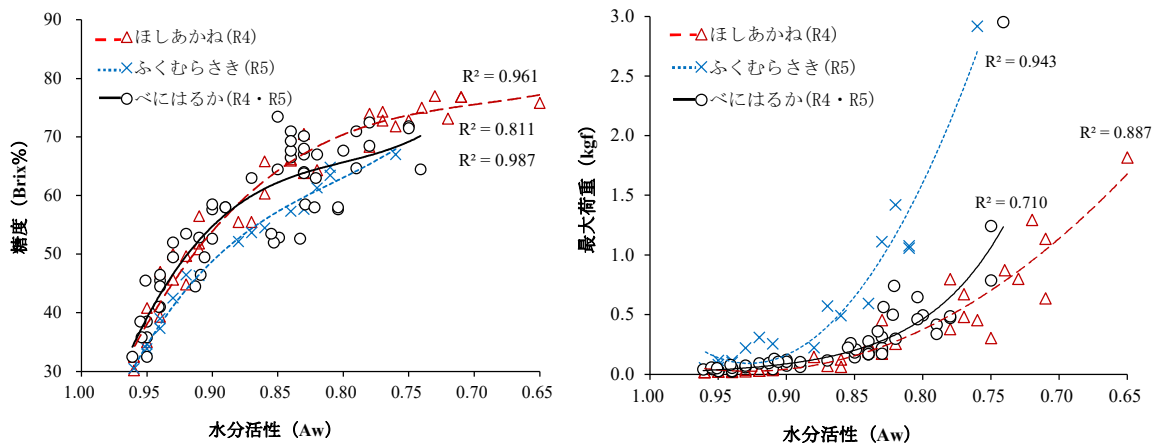 90
80
70
60
50
40
30
糖度（Brix%）
ほしあかね(R4)
ふくむらさき(R5)
べにはるか(R4・R5)
R² = 0.961
R² = 0.811
R² = 0.987
1.00 0.95 0.90 0.85 0.80 0.75 0.70 0.65
水分活性（Aw）
3.0
2.5
2.0
1.5
1.0
0.5
0.0
最大荷重（kgf）
ほしあかね(R4)
ふくむらさき(R5)
べにはるか(R4・R5)
R² = 0.943
R² = 0.887
R² = 0.710
1.00 0.95 0.90 0.85 0.80 0.75 0.70 0.65
水分活性（Aw）